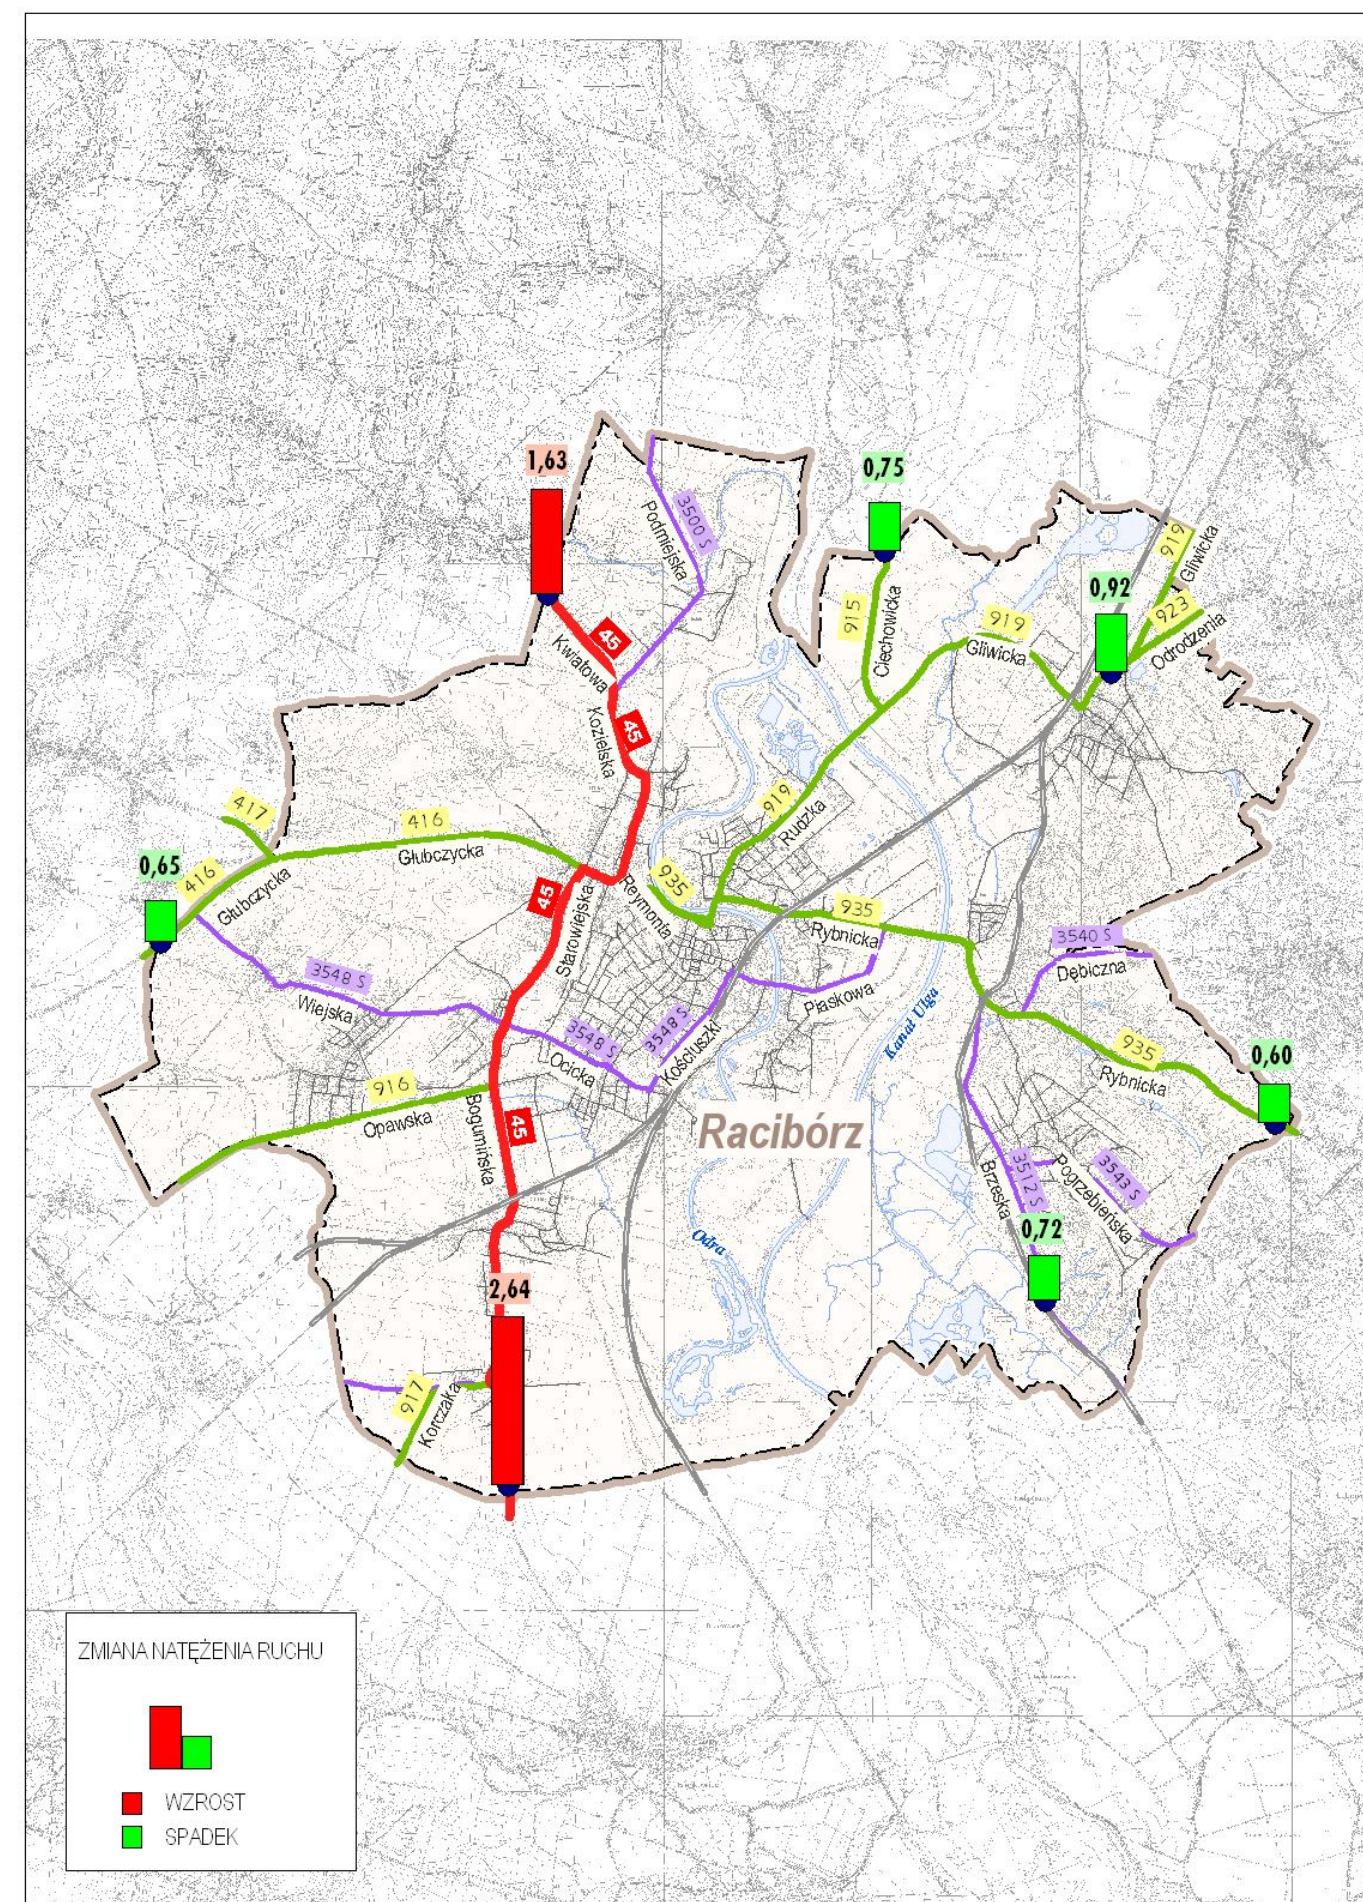 1,63
0,75
3500 S
Podmiejska
919
Gliwicka
0,92
915
Ciechowicka
919
Gliwicka
923
Odrodzenia
45
Kwiatowa
45
Kozielska
417
416
Głubczycka
919
Rudzka
0,65
416
Głubczycka
45
Starowiejska
Reymonta
935
935
Rybnicka
3540 S
Dębiczna
3548 S
Wiejska
Piaskowa
Kanał Ulga
3548 S
Ocicka
3548 S
Kościuszki
935
Rybnicka
0,60
916
Opawska
Bogumińska
45
Racibórz
Brzeska
3512 S
Pogrzebieńska
3543 S
0,72
Odra
2,64
917
Korczaka
ZMIANA NATĘŻENIA RUCHU
WZROST
SPADEK